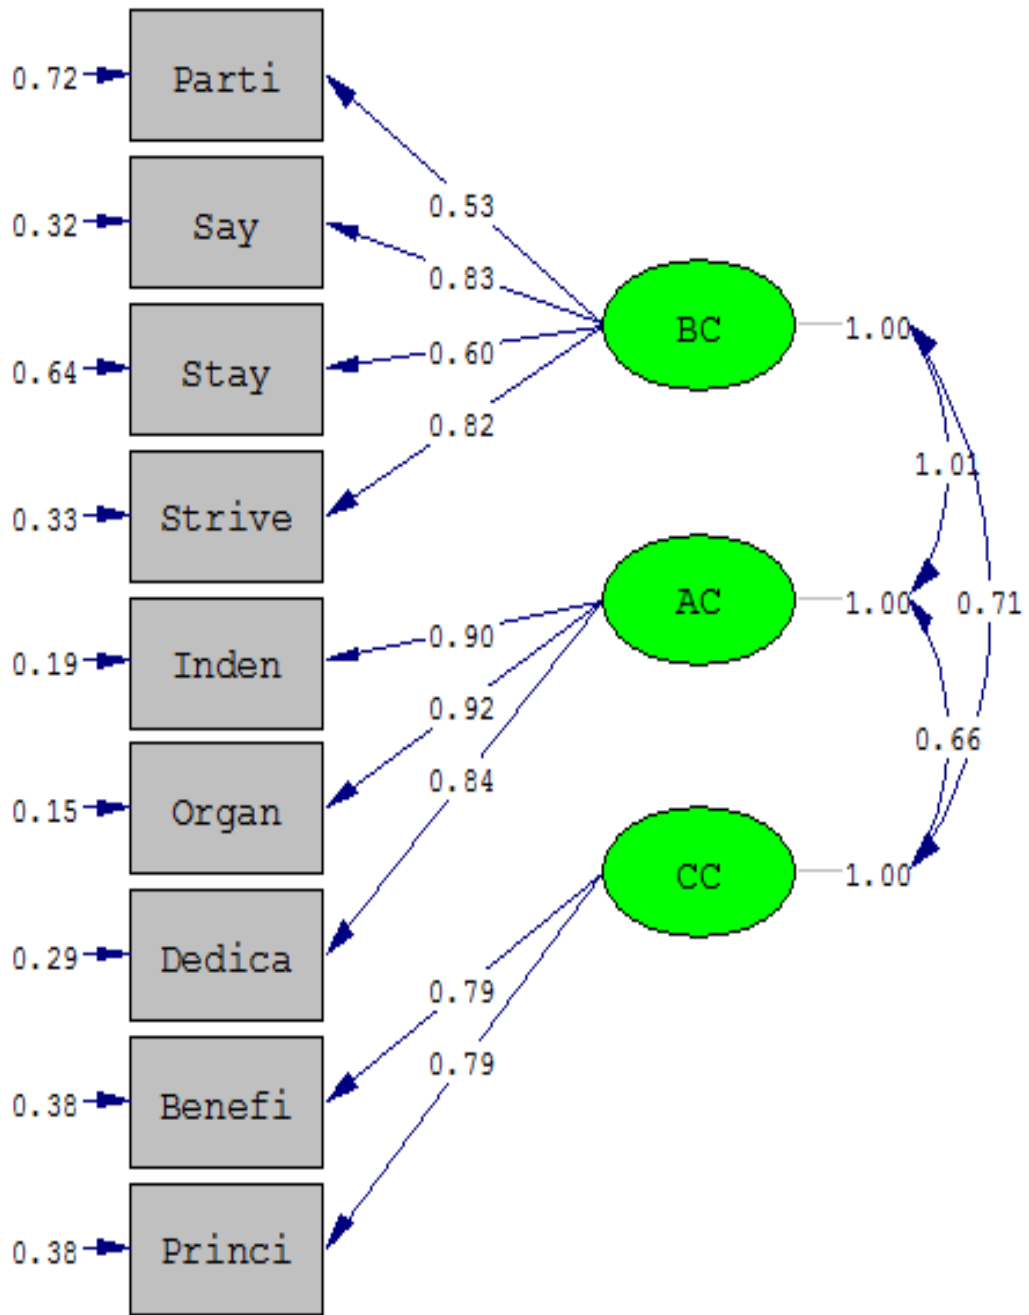 0.72 Parti
0.53
0.32 Say
0.83
BC 1.00
0.64 Stay
0.60
0.82
1.01
0.33 Strive
AC 1.00 0.71
0.19 Inden
0.90
0.92
0.66
0.15 Organ
0.84
CC 1.00
0.29 Dedica
0.79
0.79
0.38 Benefi
0.38 Princi